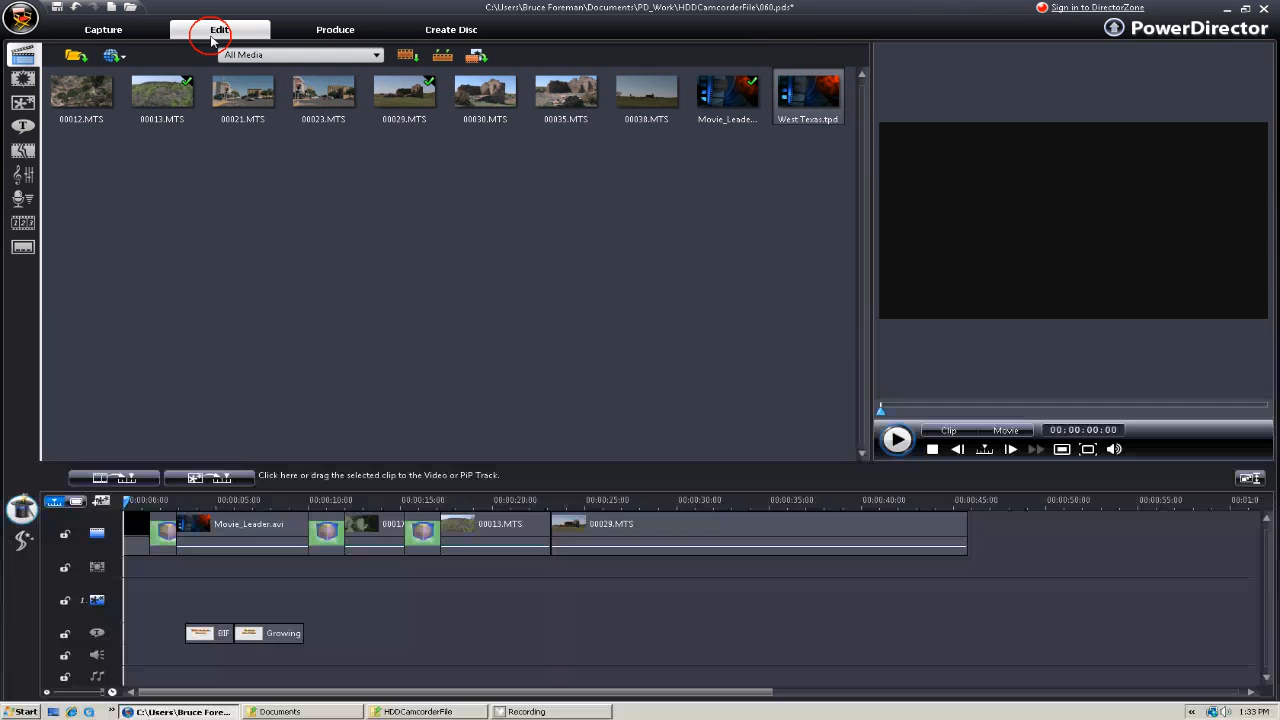 C:\Users\Bruce Foreman\Documents\PD_Work\HDDCamcorderFile\060.pds*
Sign in to DirectorZone
Capture
Edit
Produce
Create Disc
PowerDirector
All Media
00012.MTS
00013.MTS
00021.MTS
00023.MTS
00029.MTS
00030.MTS
00035.MTS
00038.MTS
Movie_Leade...
West Texas.tpd
Clip
Movie
00:00:00:00
Click here or drag the selected clip to the Video or PiP Track.
00:00:00:00
00:00:05:00
00:00:10:00
00:00:15:00
00:00:20:00
00:00:25:00
00:00:30:00
00:00:35:00
00:00:40:00
00:00:45:00
00:00:50:00
00:00:55:00
00:01:0
Movie_Leader.avi
00013.MTS
00029.MTS
1.
Growing
Start
C:\Users\Bruce Fore...
Documents
HDDCamcorderFile
Recording
1:33 PM